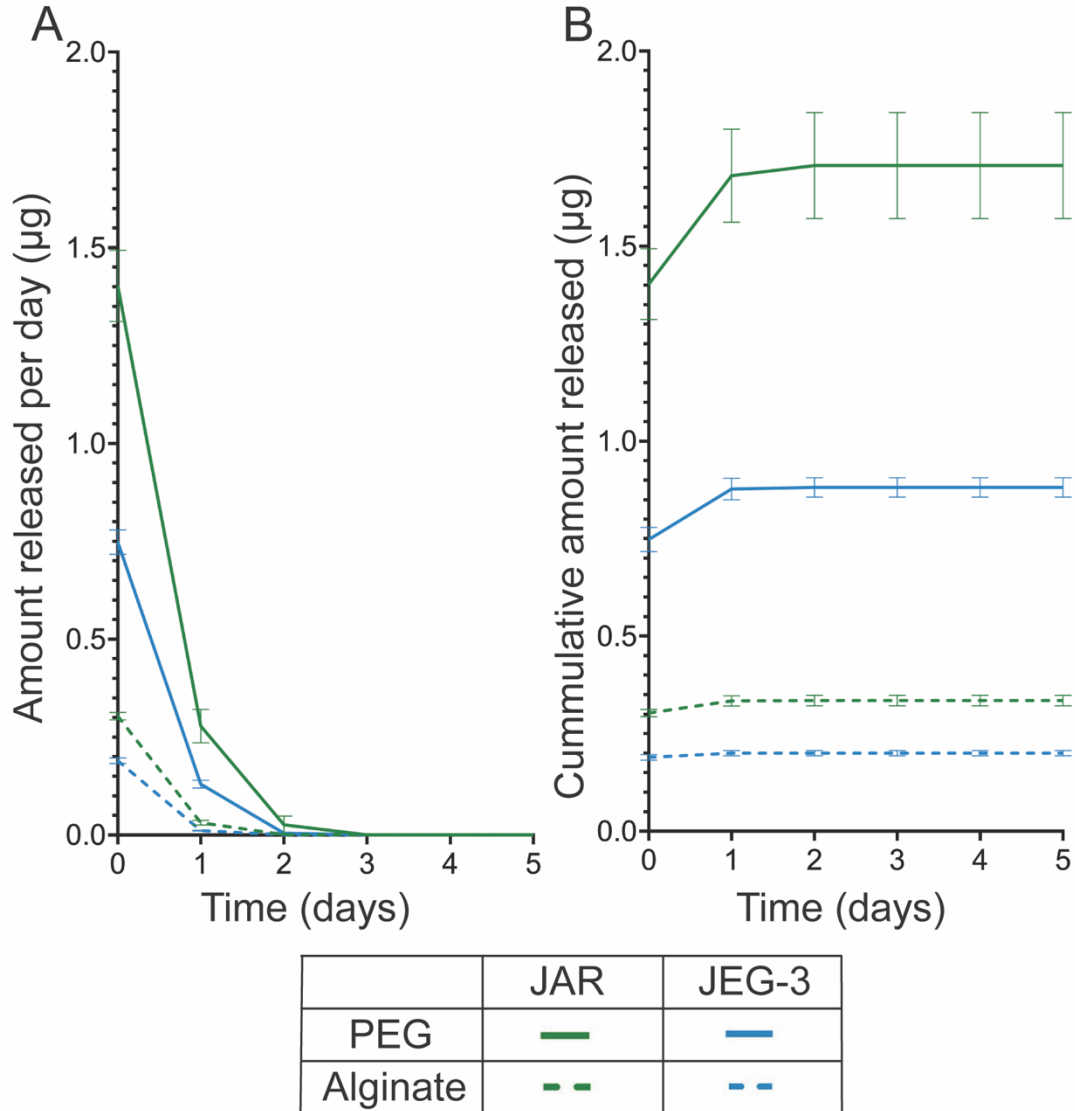 A
2.0
1.5
1.0
0.5
0.0
Amount released per day (µg)
0 1 2 3 4 5
Time (days)
B
2.0
1.5
1.0
0.5
0.0
Cummulative amount released (µg)
0 1 2 3 4 5
Time (days)
JAR JEG-3
PEG
Alginate